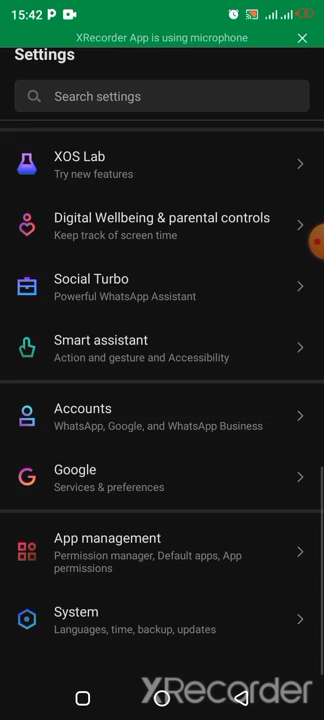 15:42
XRecorder App is using microphone
Settings
Search settings
XOS Lab
Try new features
Digital Wellbeing & parental controls
Keep track of screen time
Social Turbo
Powerful WhatsApp Assistant
Smart assistant
Action and gesture and Accessibility
Accounts
WhatsApp, Google, and WhatsApp Business
Google
Services & preferences
App management
Permission manager, Default apps, App
permissions
System
Languages, time, backup, updates
XRecorder